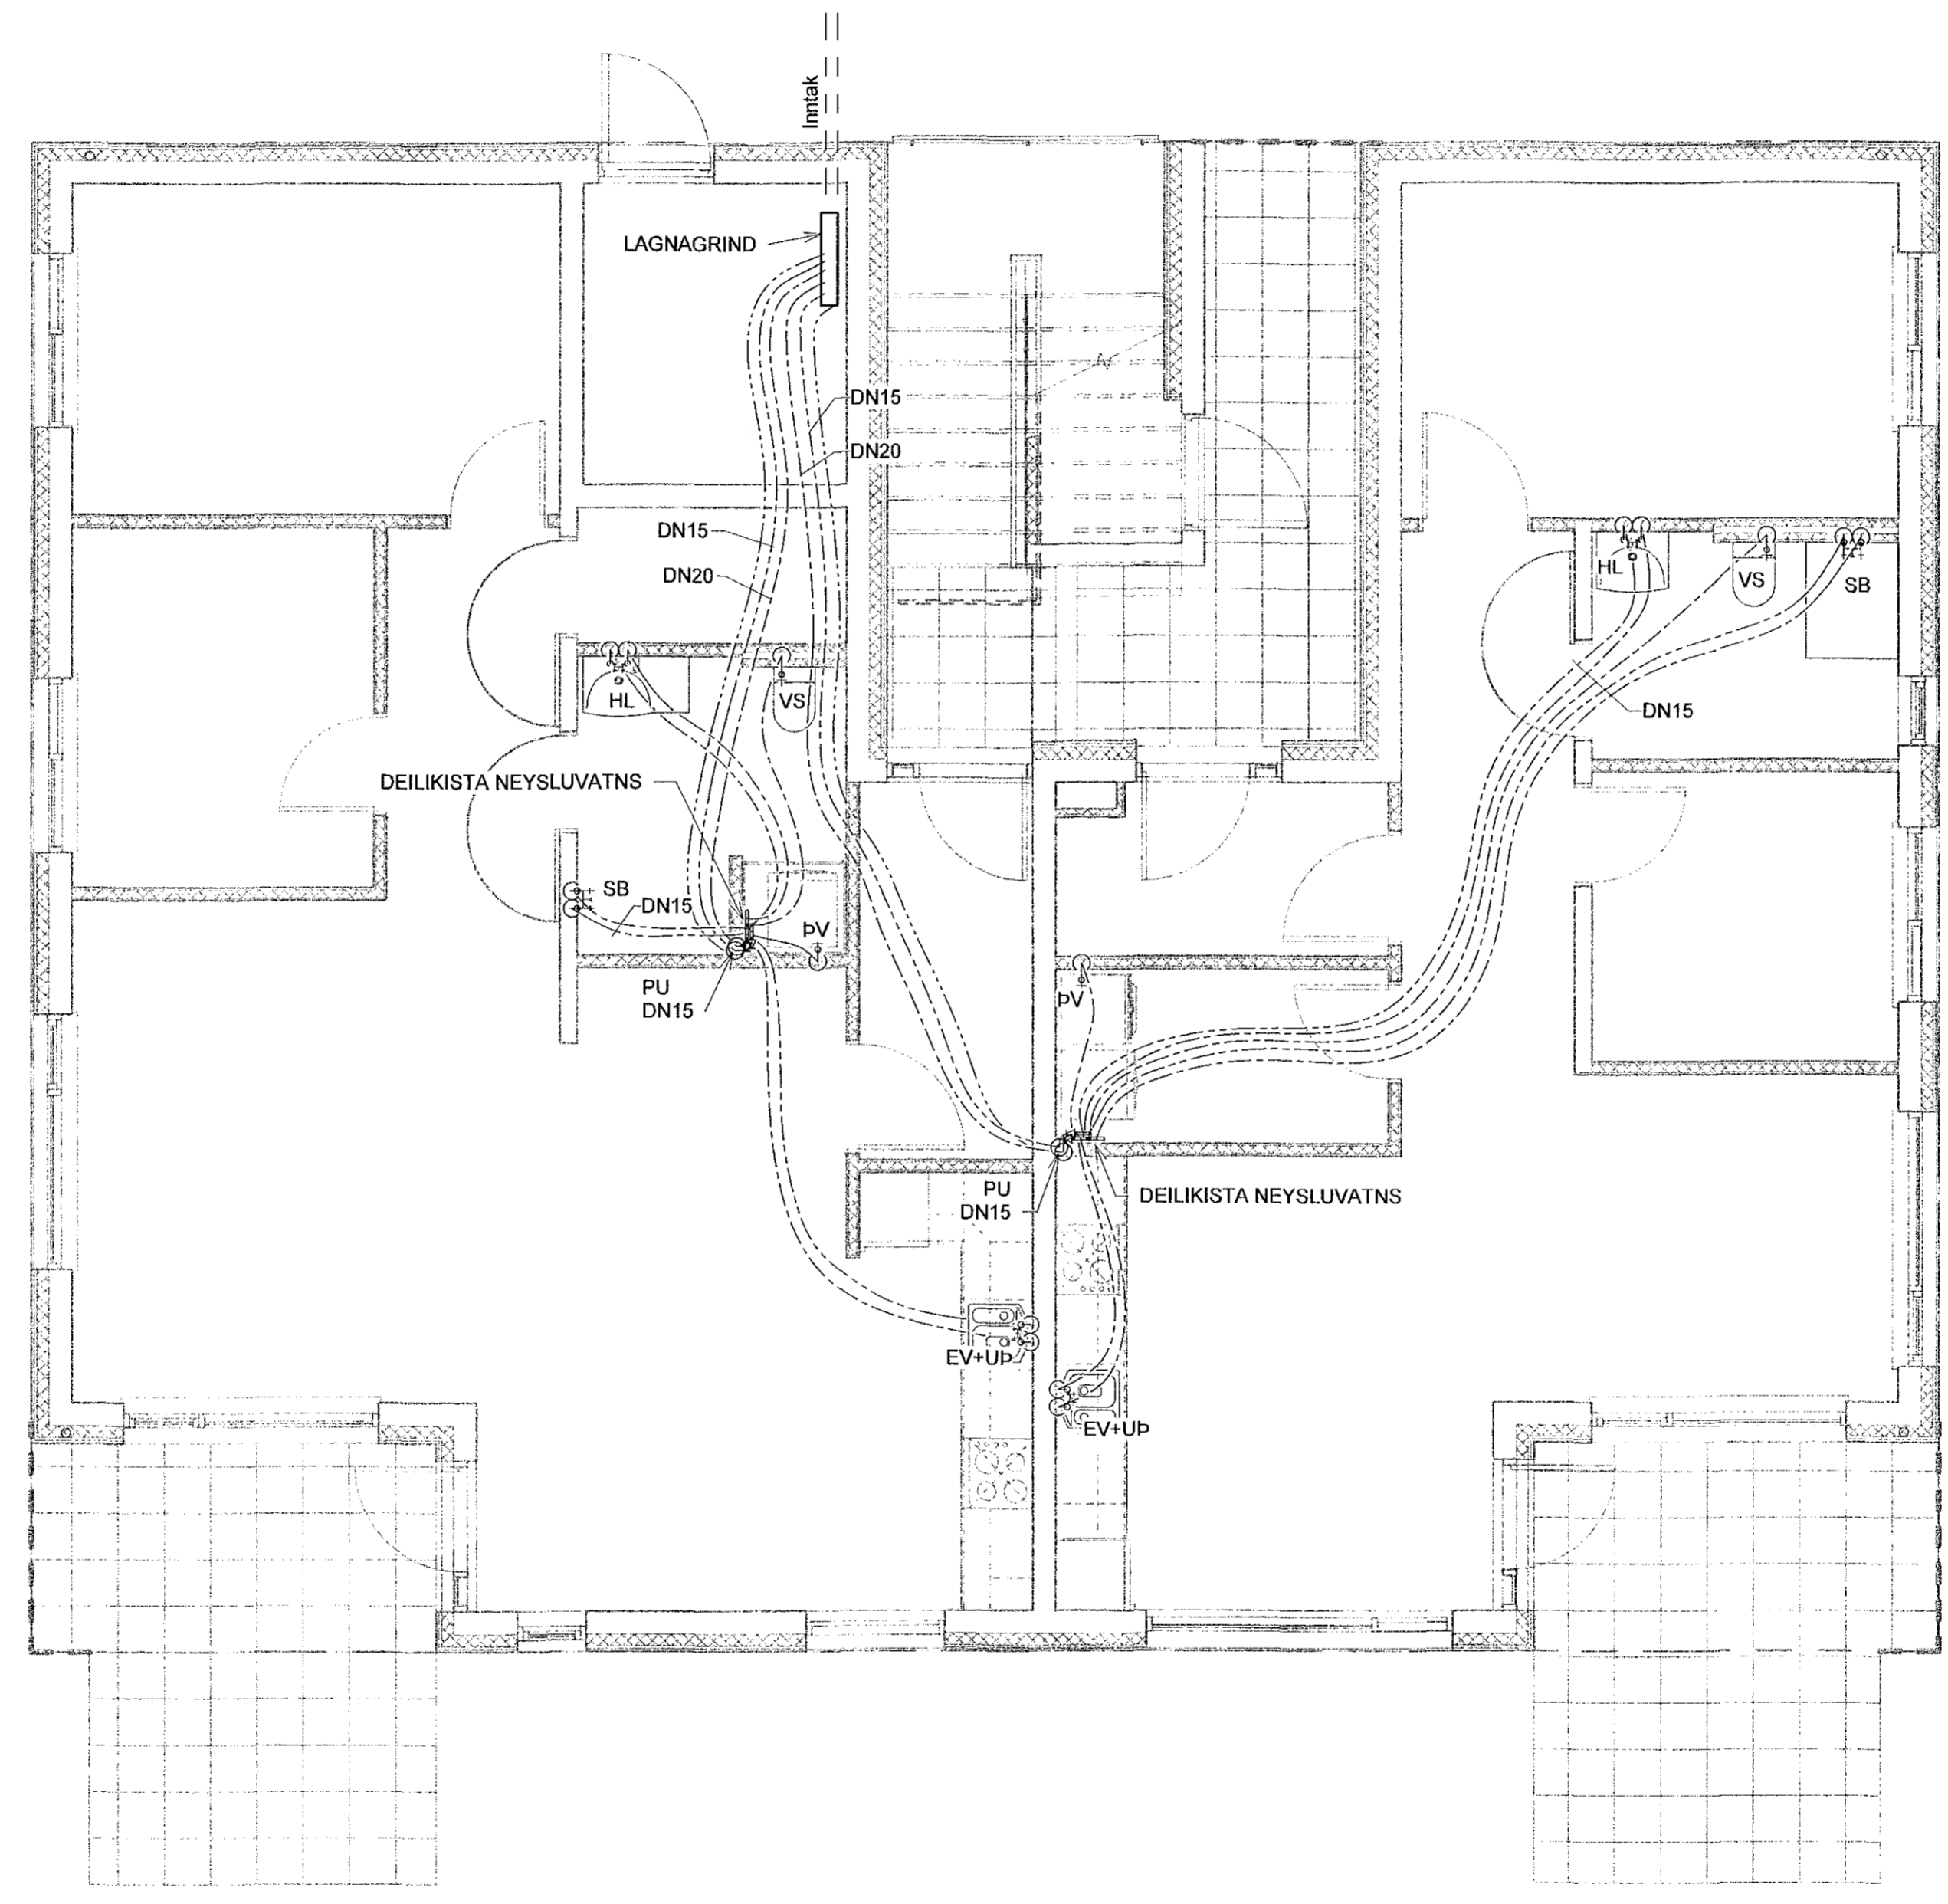 Inntak
LAGNAGRIND
DN15
DN20
DN15
DN20
HL
VS
SB
HL
VS
DN15
DEILIKISTA NEYSLUVATNS
SB
DN15
ÞV
PU
DN15
ÞV
PU
DN15
DEILIKISTA NEYSLUVATNS
EV+UÞ
EV+UÞ